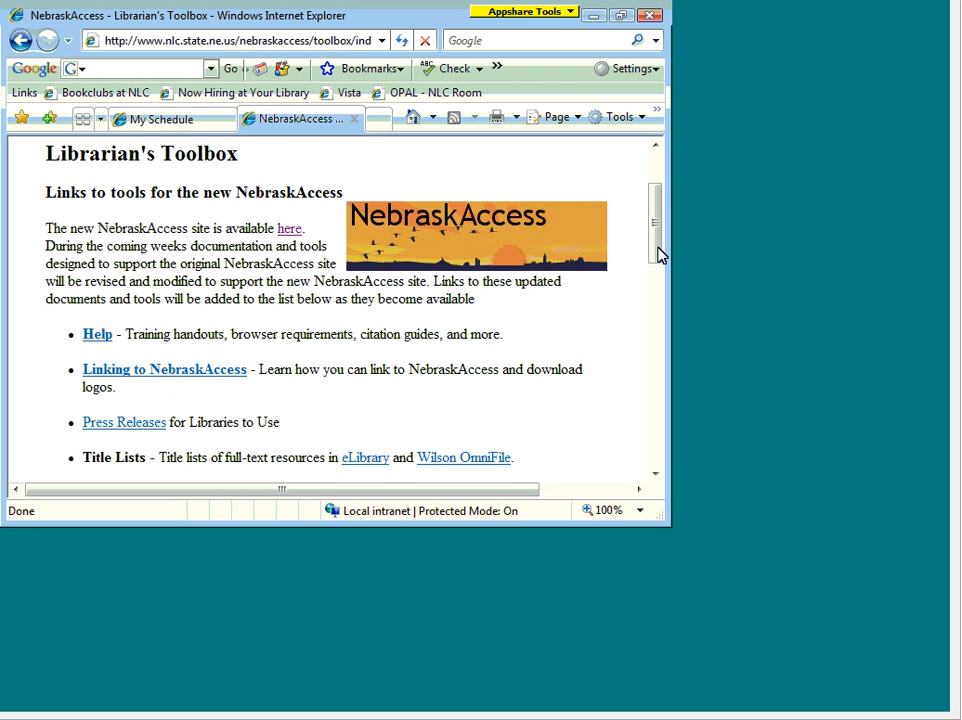 NebraskAccess - Librarian's Toolbox - Windows Internet Explorer
Appshare Tools
http://www.nlc.state.ne.us/nebraskaccess/toolbox/ind
Google
Google G Go Bookmarks ABC Check » Settings
Links Bookclubs at NLC Now Hiring at Your Library Vista OPAL - NLC Room
My Schedule NebraskAccess ... Page Tools »
Librarian's Toolbox
Links to tools for the new NebraskAccess
NebraskAccess
The new NebraskAccess site is available here.
During the coming weeks documentation and tools
designed to support the original NebraskAccess site
will be revised and modified to support the new NebraskAccess site. Links to these updated
documents and tools will be added to the list below as they become available
• Help - Training handouts, browser requirements, citation guides, and more.
• Linking to NebraskAccess - Learn how you can link to NebraskAccess and download
logos.
• Press Releases for Libraries to Use
• Title Lists - Title lists of full-text resources in eLibrary and Wilson OmniFile.
Done Local intranet | Protected Mode: On 100%